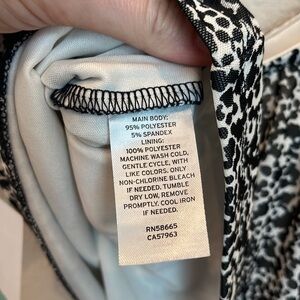 MAIN BODY:
95% POLYESTER
5% SPANDEX
LINING:
100% POLYESTER
MACHINE WASH COLD,
GENTLE CYCLE, WITH
LIKE COLORS. ONLY
NON-CHLORINE BLEACH
IF NEEDED. TUMBLE
DRY LOW, REMOVE
PROMPTLY. COOL IRON
IF NEEDED.
RN58665
CA57963